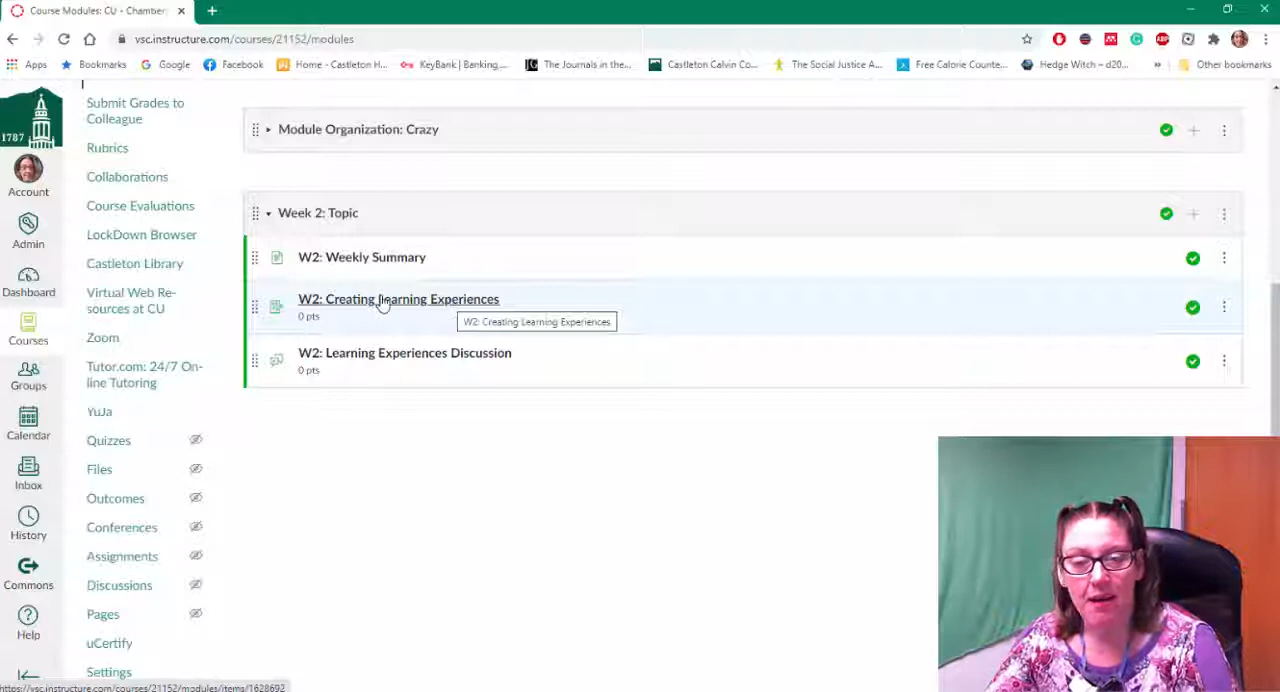 Course Modules: CU - Chamber
vsc.instructure.com/courses/21152/modules
Apps Bookmarks Google Facebook Home - Castleton H... KeyBank | Banking,... The Journals in the... Castleton Calvin Co... The Social Justice A... Free Calorie Counte... Hedge Witch – d20... » Other bookmarks
1787
Account
Admin
Dashboard
Courses
Groups
Calendar
Inbox
History
Commons
Help
Submit Grades to
Colleague
Rubrics
Collaborations
Course Evaluations
LockDown Browser
Castleton Library
Virtual Web Re-
sources at CU
Zoom
Tutor.com: 24/7 On-
line Tutoring
YuJa
Quizzes
Files
Outcomes
Conferences
Assignments
Discussions
Pages
uCertify
Settings
Module Organization: Crazy
Week 2: Topic
W2: Weekly Summary
W2: Creating Learning Experiences
0 pts
W2: Creating Learning Experiences
W2: Learning Experiences Discussion
0 pts
https://vsc.instructure.com/courses/21152/modules/items/1628692